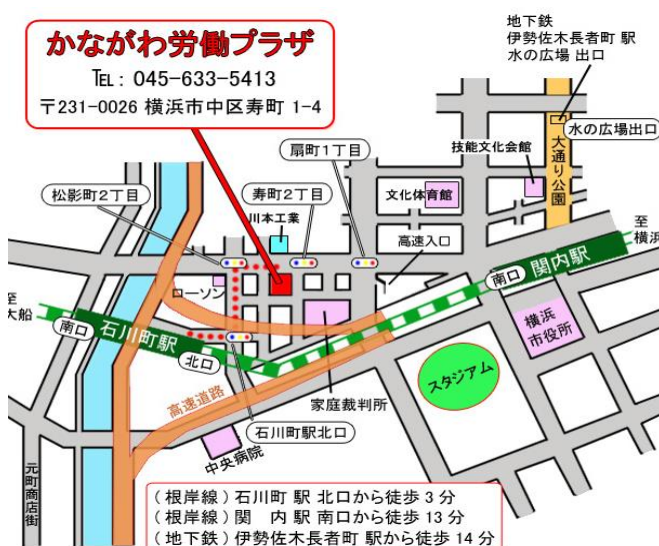 かながわ労働プラザ
℡: 045-633-5413
〒231-0026 横浜市中区寿町 1-4
地下鉄
伊勢佐木長者町 駅
水の広場 出口
水の広場出口
大通り公園
技能文化会館
扇町1丁目
松影町2丁目
寿町2丁目
文化体育館
川本工業
高速入口
至
横浜
関内駅
南口
ローソン
至
大船
南口
石川町駅
北口
横浜
市役所
スタジアム
家庭裁判所
高速道路
石川町駅北口
中央病院
元町商店街
(根岸線) 石川町 駅 北口から徒歩 3 分
(根岸線) 関 内 駅 南口から徒歩 13 分
(地下鉄) 伊勢佐木長者町 駅から徒歩 14 分